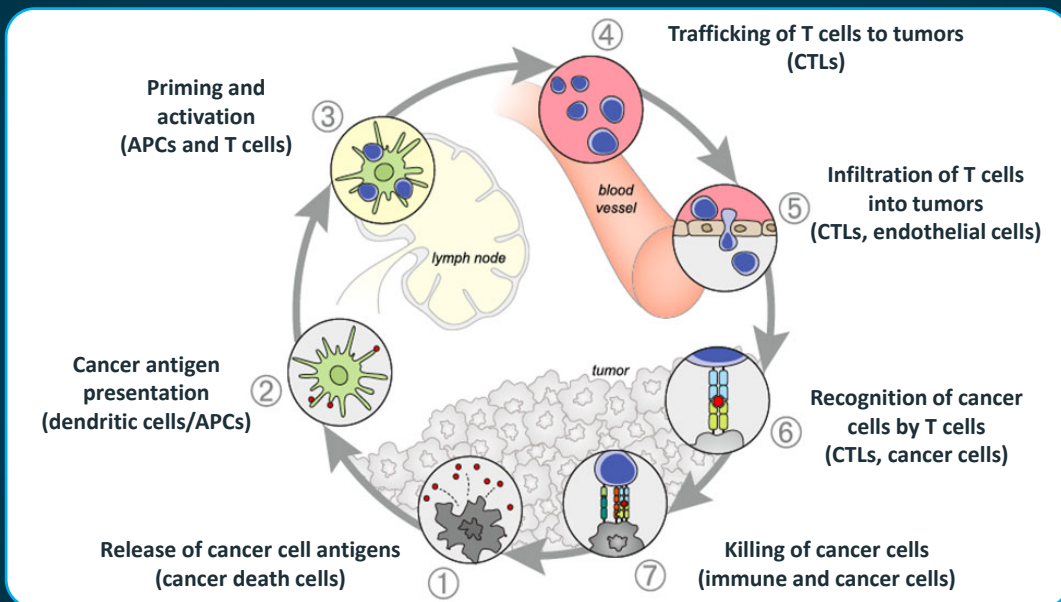 ④
Trafficking of T cells to tumors
(CTLs)
Priming and
activation
(APCs and T cells)
③
blood
vessel
⑤
Infiltration of T cells
into tumors
(CTLs, endothelial cells)
lymph node
Cancer antigen
presentation
(dendritic cells/APCs)
②
tumor
⑥
Recognition of cancer
cells by T cells
(CTLs, cancer cells)
Release of cancer cell antigens
(cancer death cells)
①
⑦
Killing of cancer cells
(immune and cancer cells)